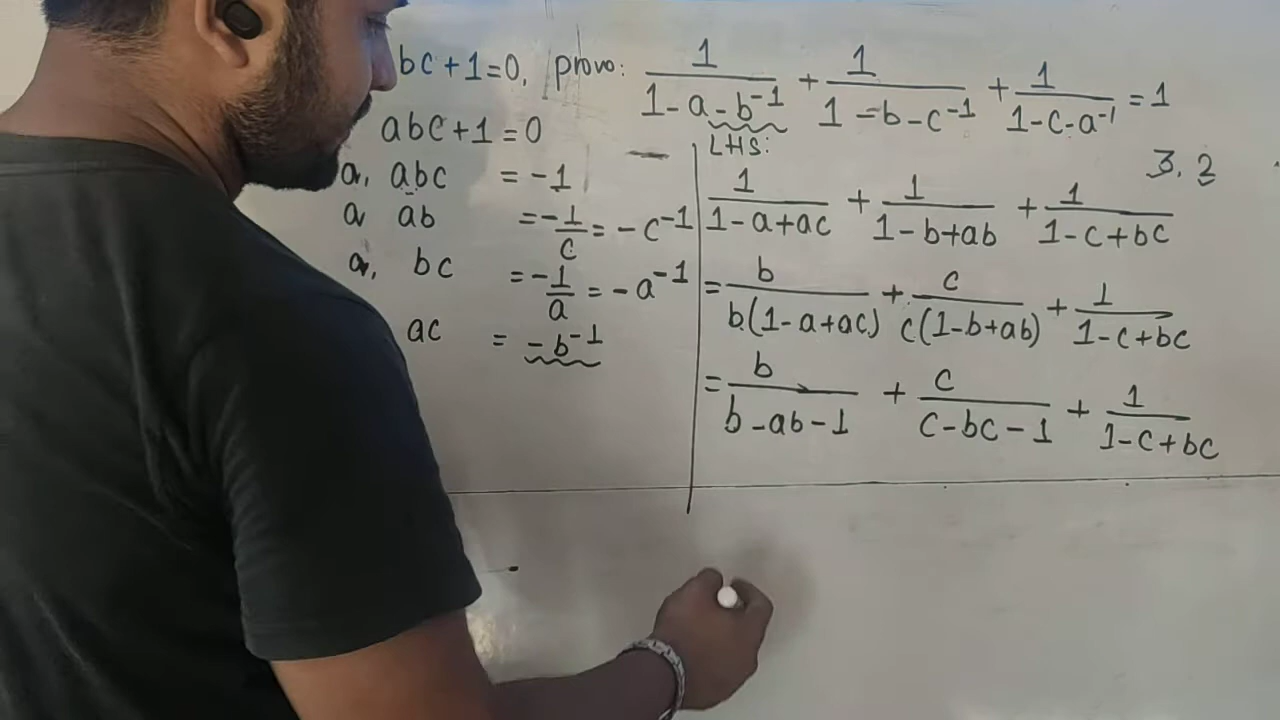 bc+1=0, prove: 1/(1-a-b⁻¹) + 1/(1-b-c⁻¹) + 1/(1-c-a⁻¹) = 1
abc+1=0
a, abc = -1
a ab = -1/c = -c⁻¹
a, bc = -1/a = -a⁻¹
ac = -b⁻¹
LHS:
3.2
1/(1-a+ac) + 1/(1-b+ab) + 1/(1-c+bc)
= b/(b(1-a+ac)) + c/(c(1-b+ab)) + 1/(1-c+bc)
= b/(b-ab-1) + c/(c-bc-1) + 1/(1-c+bc)